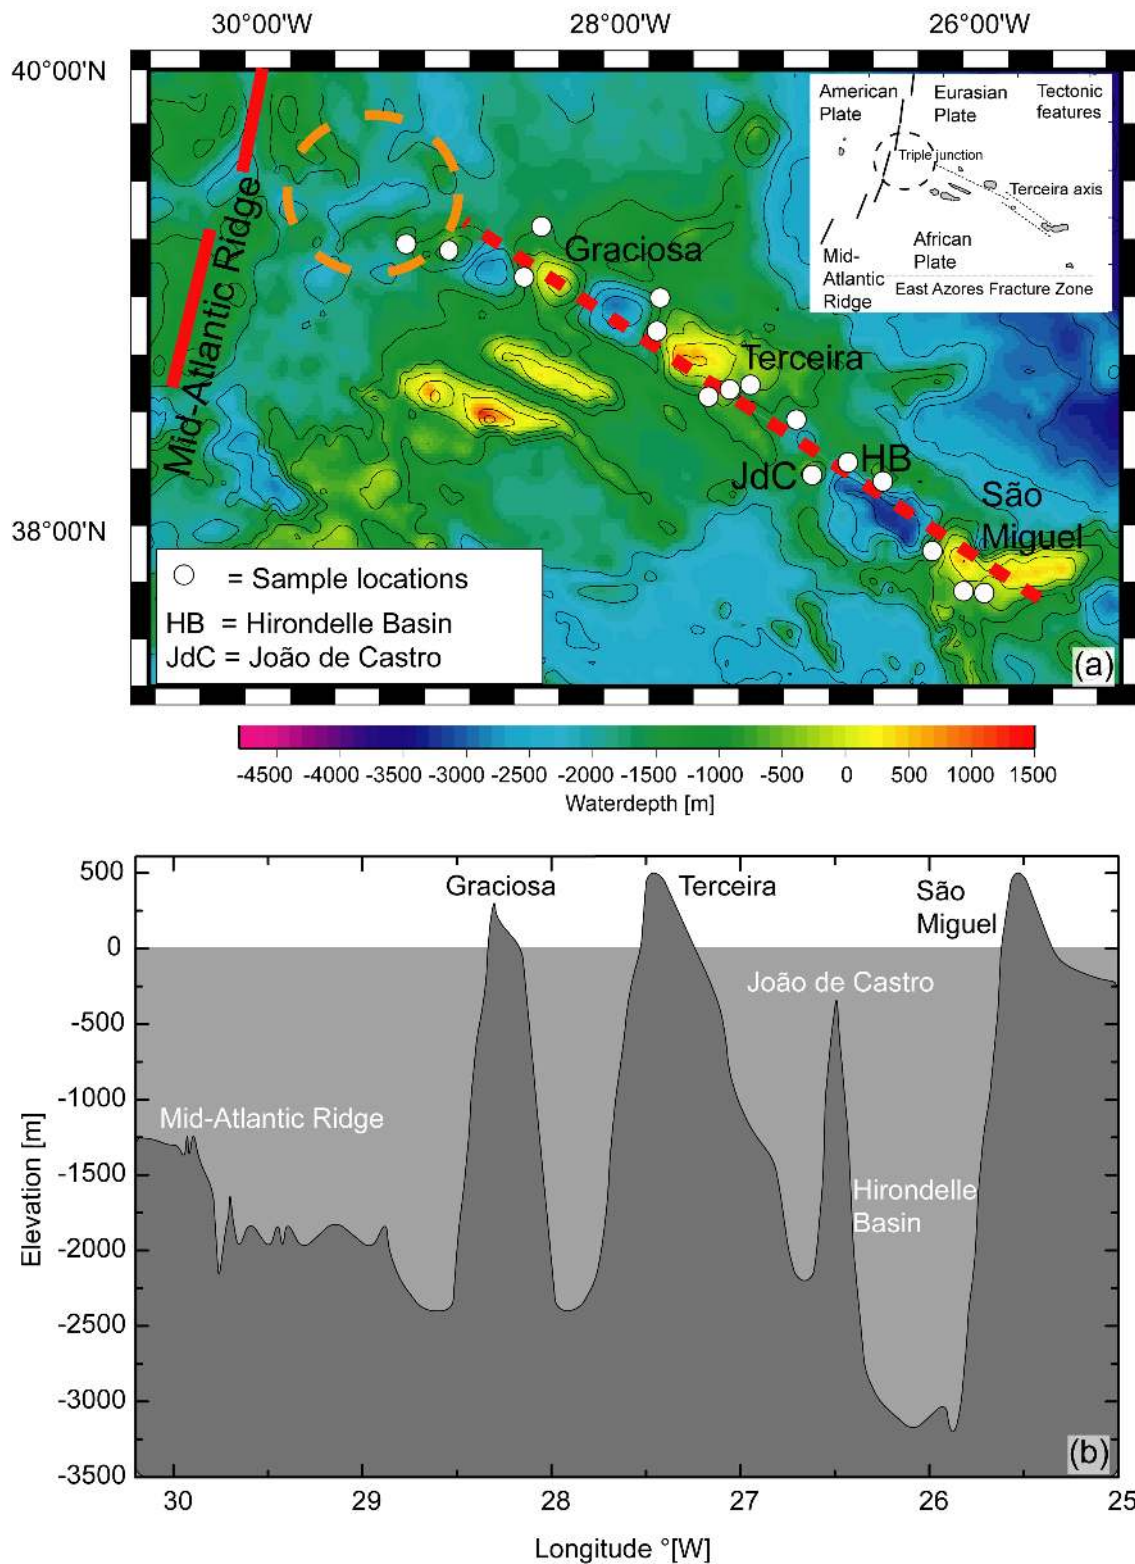 30°00'W 28°00'W 26°00'W
40°00'N
38°00'N
American
Plate
Eurasian
Plate
Tectonic
features
Triple junction
Terceira axis
African
Plate
Mid-
Atlantic
Ridge
East Azores Fracture Zone
Mid-Atlantic Ridge
Graciosa
Terceira
HB
JdC
São
Miguel
= Sample locations
HB = Hirondelle Basin
JdC = João de Castro
(a)
-4500 -4000 -3500 -3000 -2500 -2000 -1500 -1000 -500 0 500 1000 1500
Waterdepth [m]
500
0
-500
-1000
-1500
-2000
-2500
-3000
-3500
Elevation [m]
Graciosa
Terceira
São
Miguel
João de Castro
Mid-Atlantic Ridge
Hirondelle
Basin
(b)
30 29 28 27 26 25
Longitude °[W]